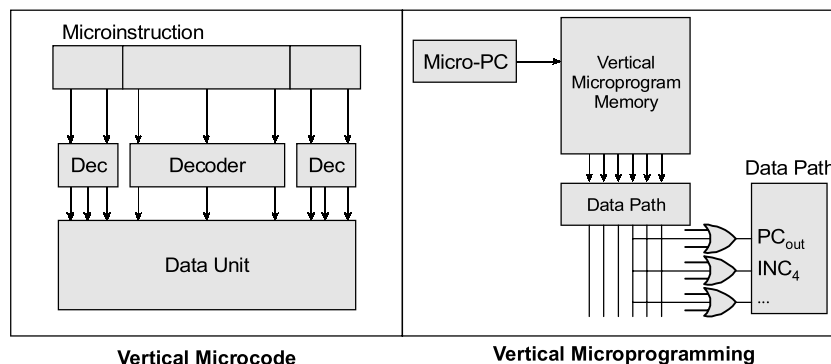 Microinstruction
Dec
Decoder
Dec
Data Unit
Vertical Microcode
Micro-PC
Vertical
Microprogram
Memory
Data Path
Data Path
PCout
INC4
...
Vertical Microprogramming